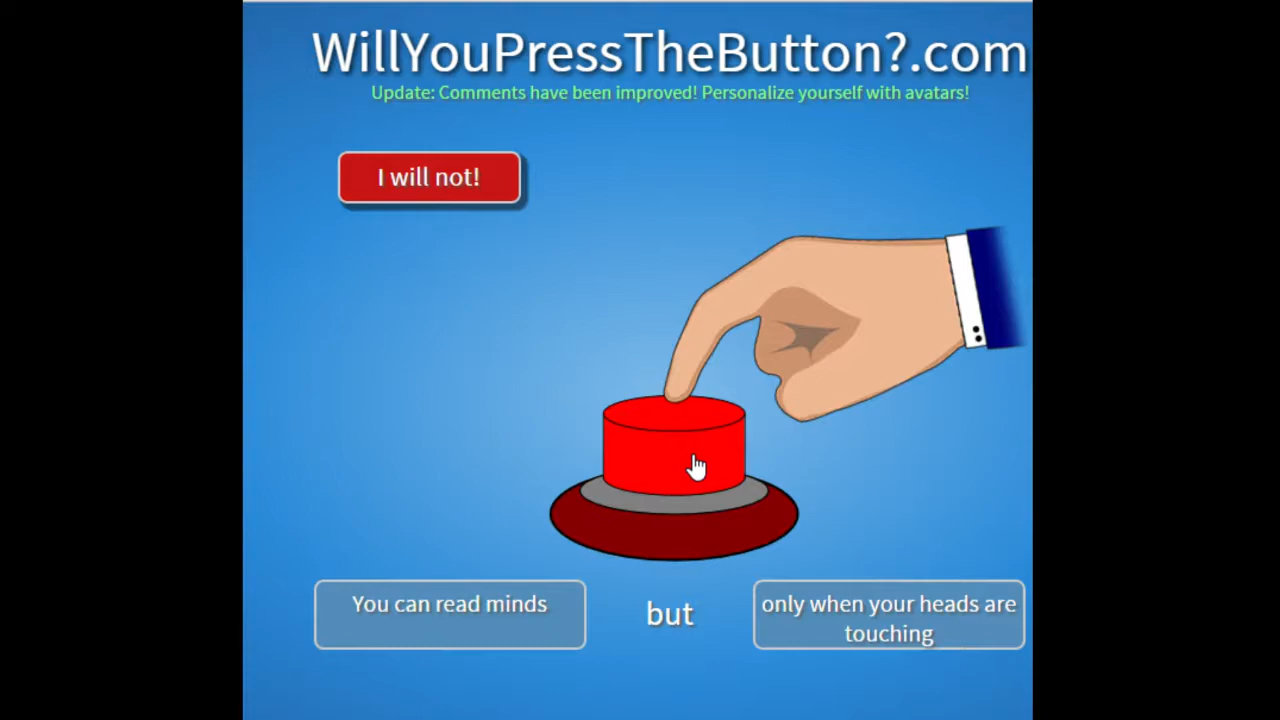 WillYouPressTheButton?.com
Update: Comments have been improved! Personalize yourself with avatars!
I will not!
You can read minds
but
only when your heads are
touching